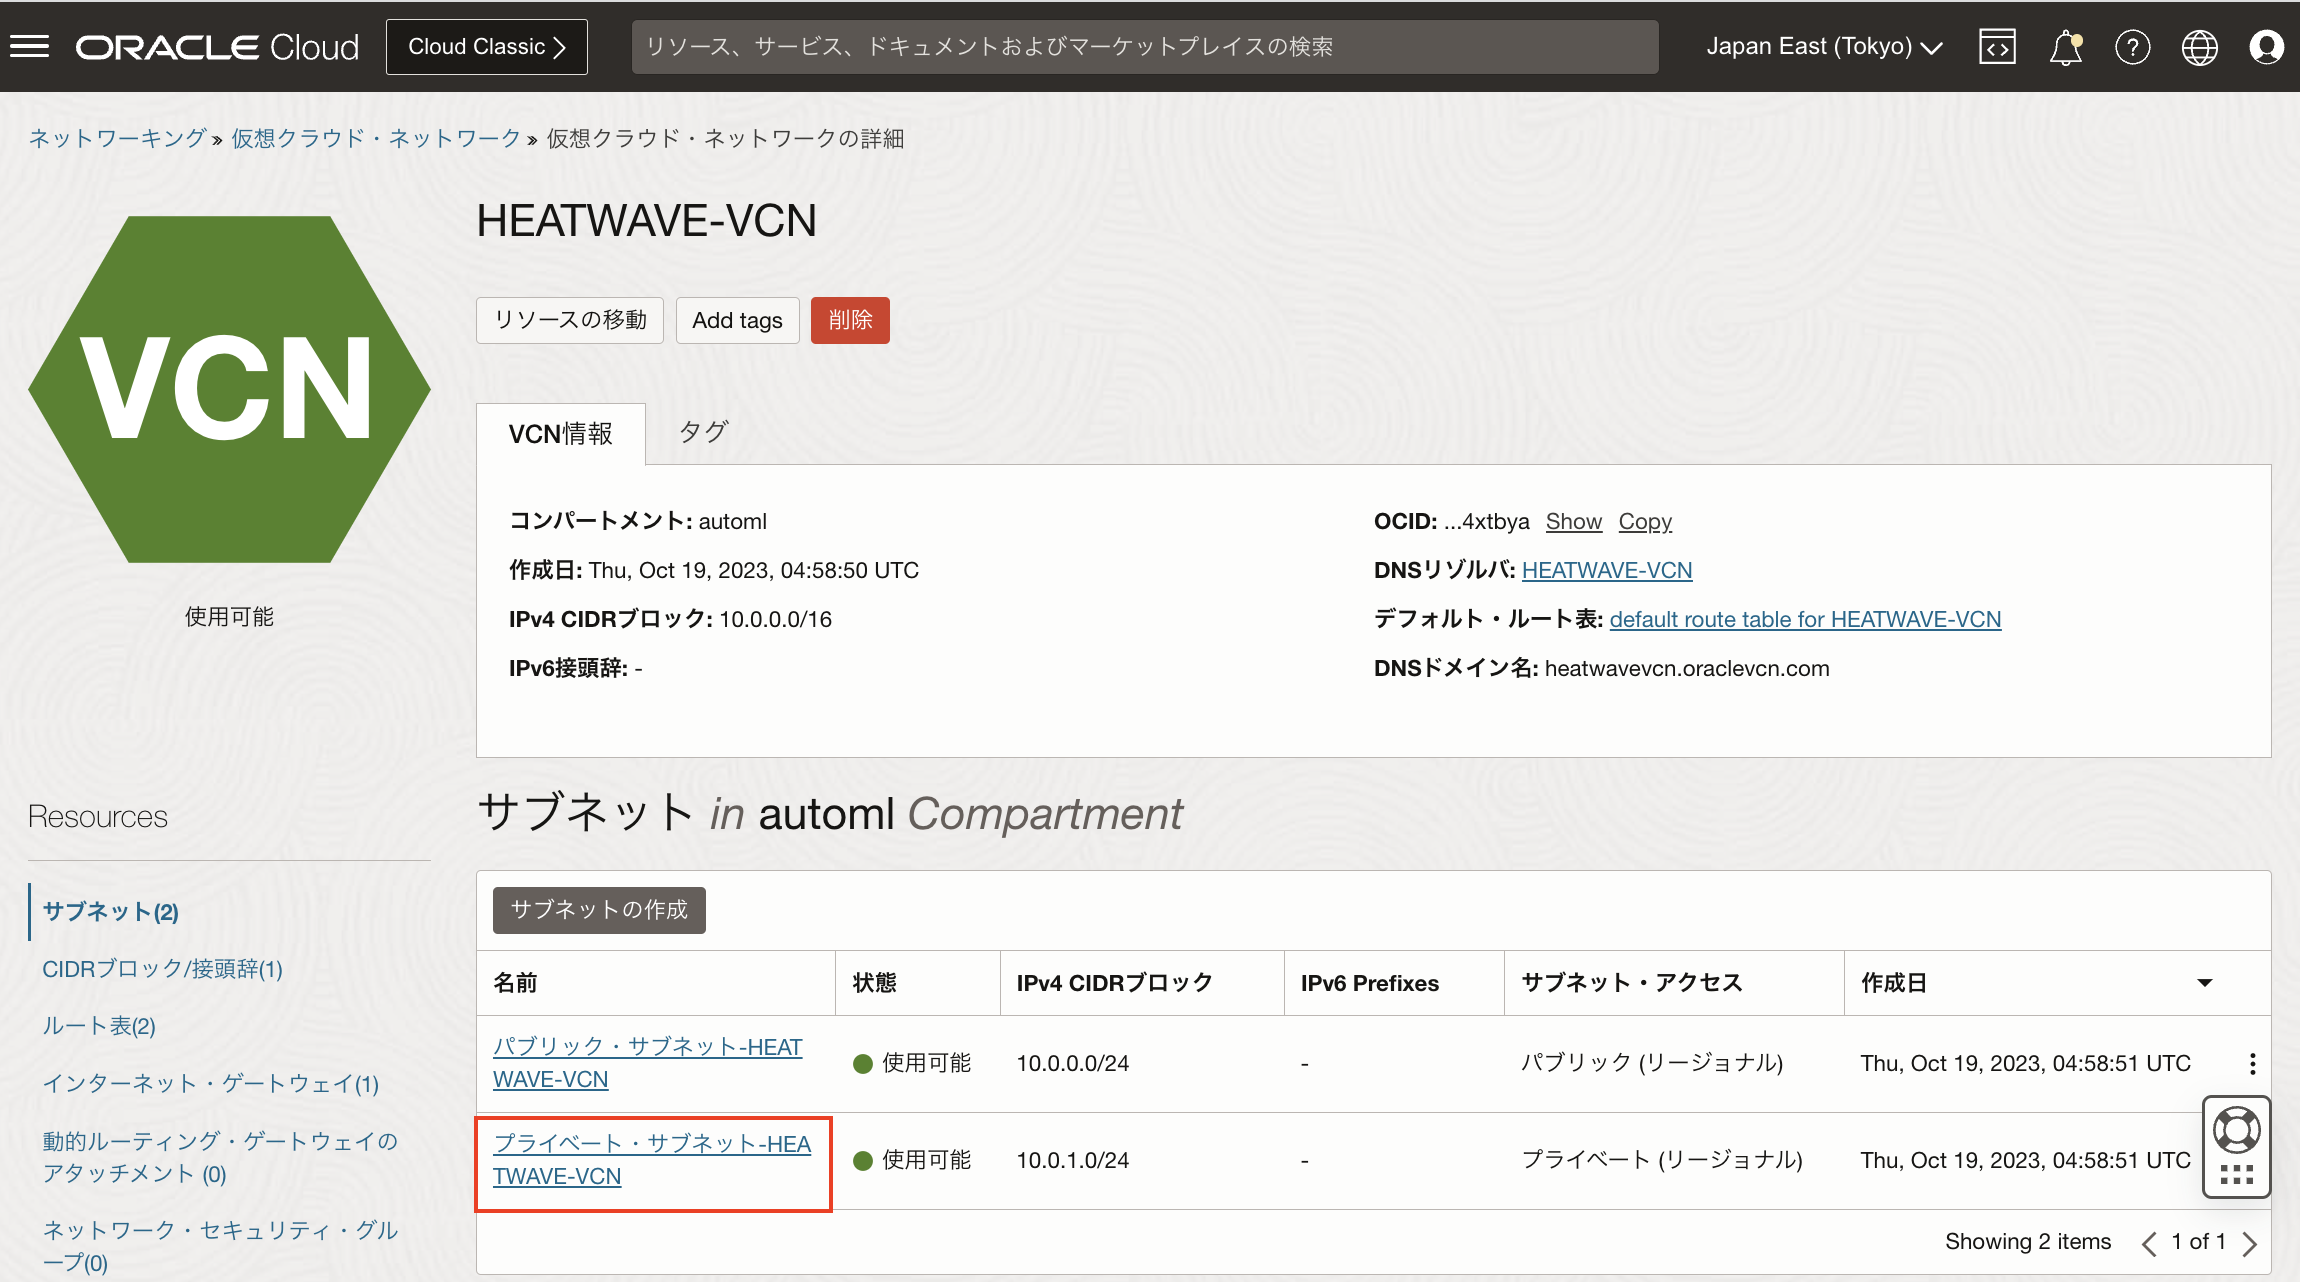 ORACLE Cloud
Cloud Classic
リソース、サービス、ドキュメントおよびマーケットプレイスの検索
Japan East (Tokyo)
ネットワーキング » 仮想クラウド・ネットワーク » 仮想クラウド・ネットワークの詳細
VCN
使用可能
HEATWAVE-VCN
リソースの移動
Add tags
削除
VCN情報
タグ
コンパートメント: automl
作成日: Thu, Oct 19, 2023, 04:58:50 UTC
IPv4 CIDRブロック: 10.0.0.0/16
IPv6接頭辞: -
OCID: ...4xtbya Show Copy
DNSリゾルバ: HEATWAVE-VCN
デフォルト・ルート表: default route table for HEATWAVE-VCN
DNSドメイン名: heatwavevcn.oraclevcn.com
Resources
サブネット(2)
CIDRブロック/接頭辞(1)
ルート表(2)
インターネット・ゲートウェイ(1)
動的ルーティング・ゲートウェイの
アタッチメント (0)
ネットワーク・セキュリティ・グル
ープ(0)
サブネット in automl Compartment
サブネットの作成
名前 状態 IPv4 CIDRブロック IPv6 Prefixes サブネット・アクセス 作成日
パブリック・サブネット-HEAT
WAVE-VCN
使用可能 10.0.0.0/24 - パブリック (リージョナル) Thu, Oct 19, 2023, 04:58:51 UTC
プライベート・サブネット-HEA
TWAVE-VCN
使用可能 10.0.1.0/24 - プライベート (リージョナル) Thu, Oct 19, 2023, 04:58:51 UTC
Showing 2 items 1 of 1